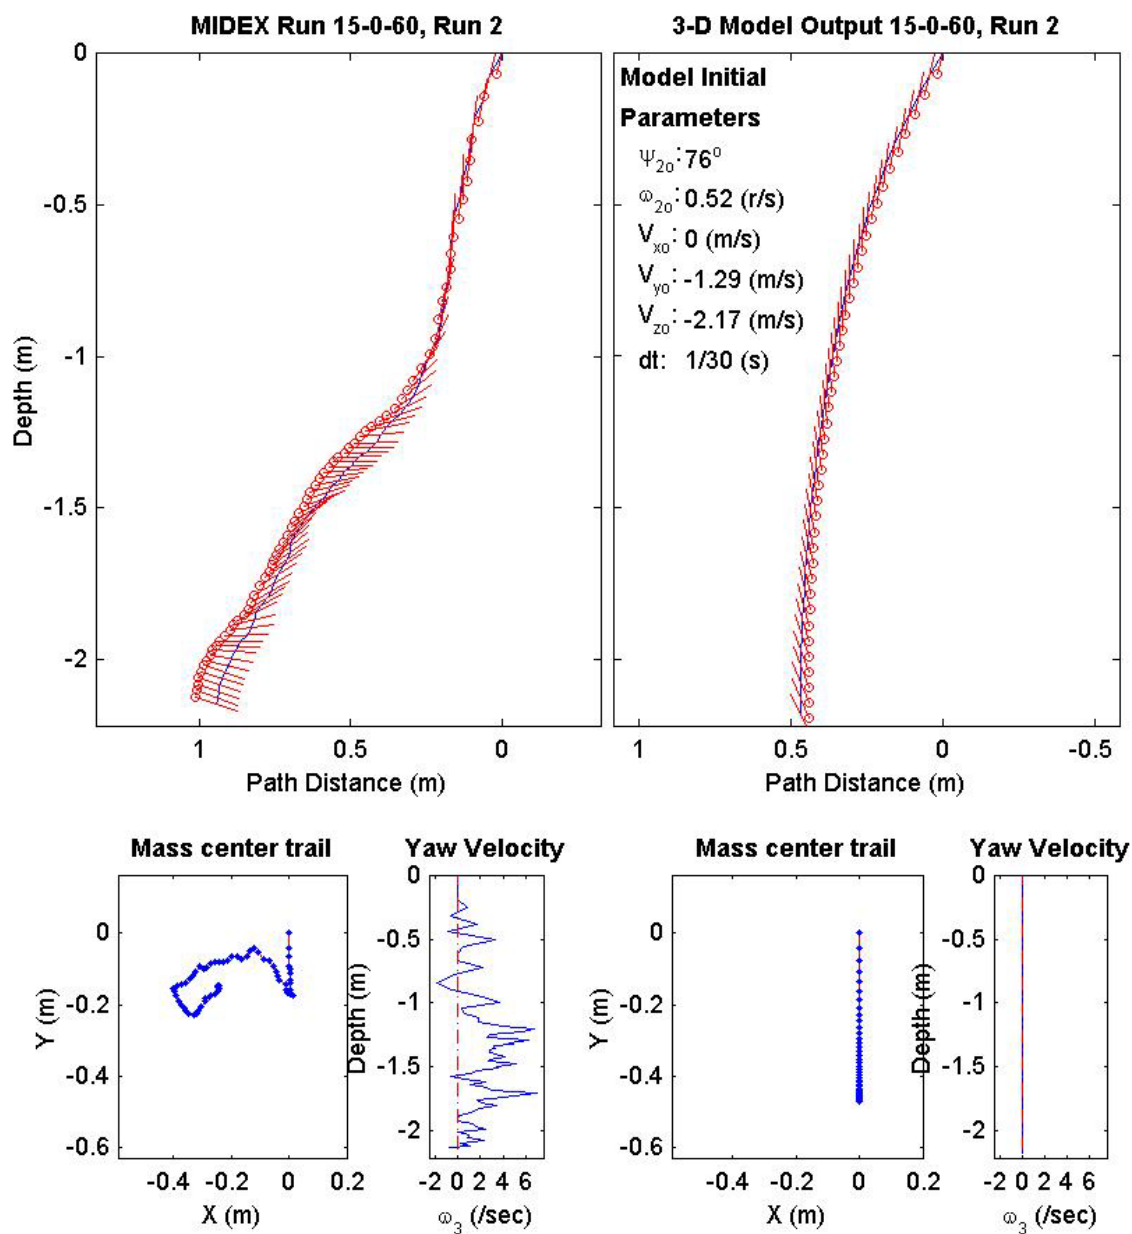 MIDEX Run 15-0-60, Run 2
0
-0.5
-1
-1.5
-2
Depth (m)
1 0.5 0
Path Distance (m)
3-D Model Output 15-0-60, Run 2
Model Initial
Parameters
Ψ2o: 76°
ω2o: 0.52 (r/s)
Vxo: 0 (m/s)
Vyo: -1.29 (m/s)
Vzo: -2.17 (m/s)
dt: 1/30 (s)
1 0.5 0 -0.5
Path Distance (m)
Mass center trail
0
-0.2
-0.4
-0.6
Y (m)
-0.4 -0.2 0 0.2
X (m)
Yaw Velocity
0
-0.5
-1
-1.5
-2
Depth (m)
-2 0 2 4 6
ω3 (/sec)
Mass center trail
0
-0.2
-0.4
-0.6
Y (m)
-0.4 -0.2 0 0.2
X (m)
Yaw Velocity
0
-0.5
-1
-1.5
-2
Depth (m)
-2 0 2 4 6
ω3 (/sec)